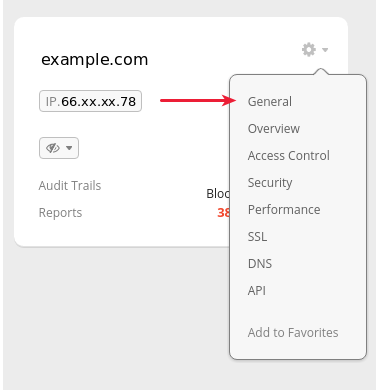 example.com
IP.66.xx.xx.78
General
Overview
Access Control
Audit Trails
Security
Reports
38
Performance
SSL
DNS
API
Add to Favorites